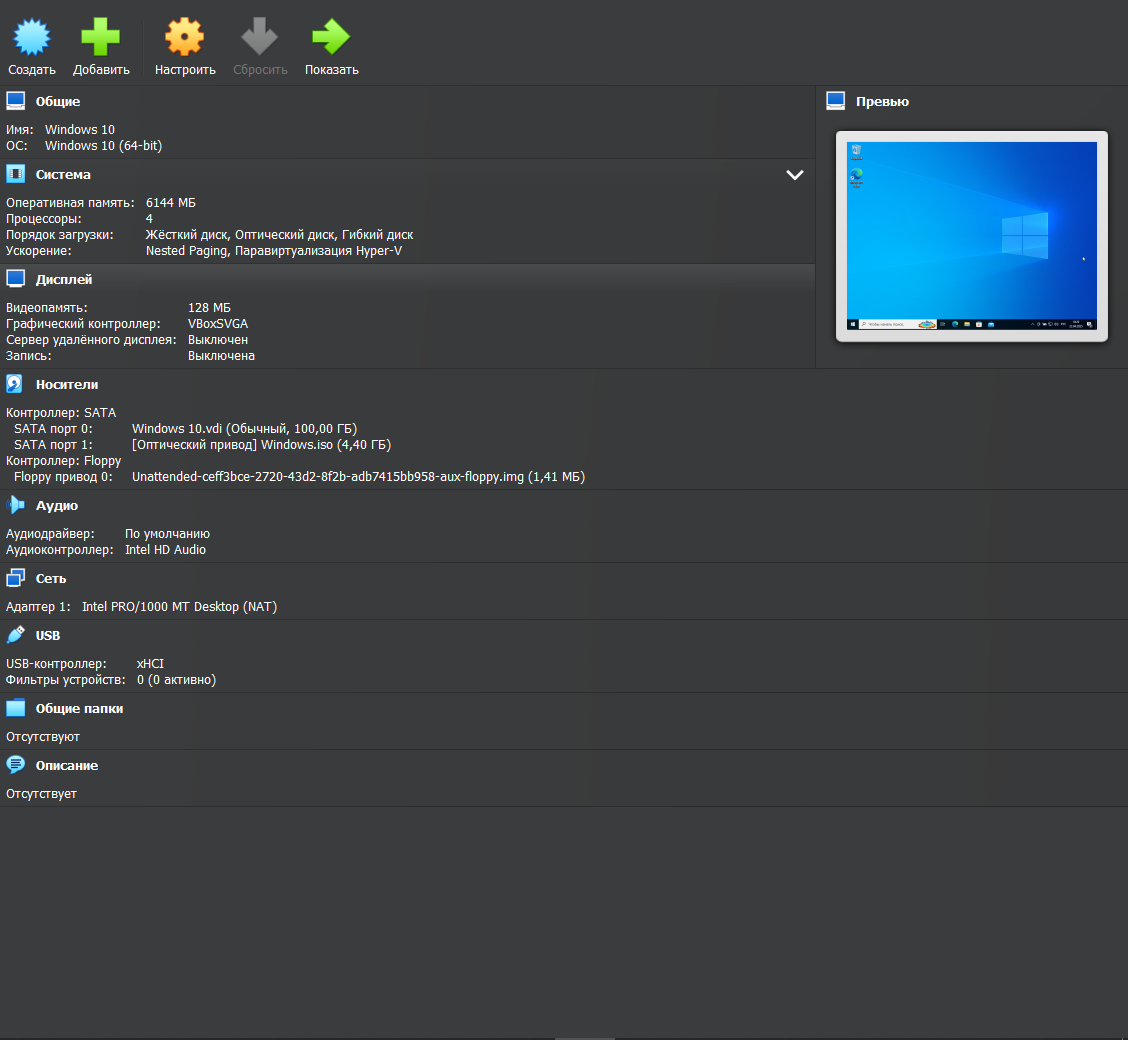 Создать Добавить Настроить Сбросить Показать
Общие
Имя: Windows 10
ОС: Windows 10 (64-bit)
Превью
Система
Оперативная память: 6144 МБ
Процессоры: 4
Порядок загрузки: Жёсткий диск, Оптический диск, Гибкий диск
Ускорение: Nested Paging, Паравиртуализация Hyper-V
Дисплей
Видеопамять: 128 МБ
Графический контроллер: VBoxSVGA
Сервер удалённого дисплея: Выключен
Запись: Выключена
Носители
Контроллер: SATA
SATA порт 0: Windows 10.vdi (Обычный, 100,00 ГБ)
SATA порт 1: [Оптический привод] Windows.iso (4,40 ГБ)
Контроллер: Floppy
Floppy привод 0: Unattended-ceff3bce-2720-43d2-8f2b-adb7415bb958-aux-floppy.img (1,41 МБ)
Аудио
Аудиодрайвер: По умолчанию
Аудиоконтроллер: Intel HD Audio
Сеть
Адаптер 1: Intel PRO/1000 MT Desktop (NAT)
USB
USB-контроллер: xHCI
Фильтры устройств: 0 (0 активно)
Общие папки
Отсутствуют
Описание
Отсутствует